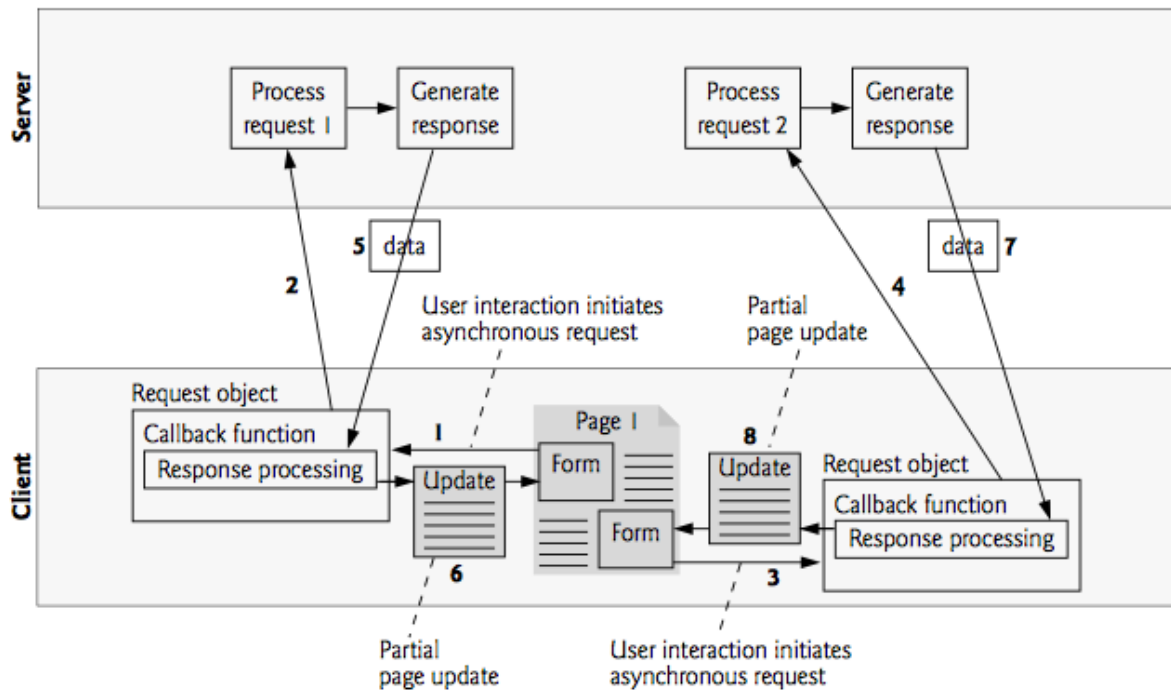 Server
Process
request 1
Generate
response
Process
request 2
Generate
response
5
data
data
7
2
4
User interaction initiates
asynchronous request
Partial
page update
Client
Request object
Callback function
Response processing
1
Update
6
Page 1
Form
Form
8
Update
3
Request object
Callback function
Response processing
Partial
page update
User interaction initiates
asynchronous request